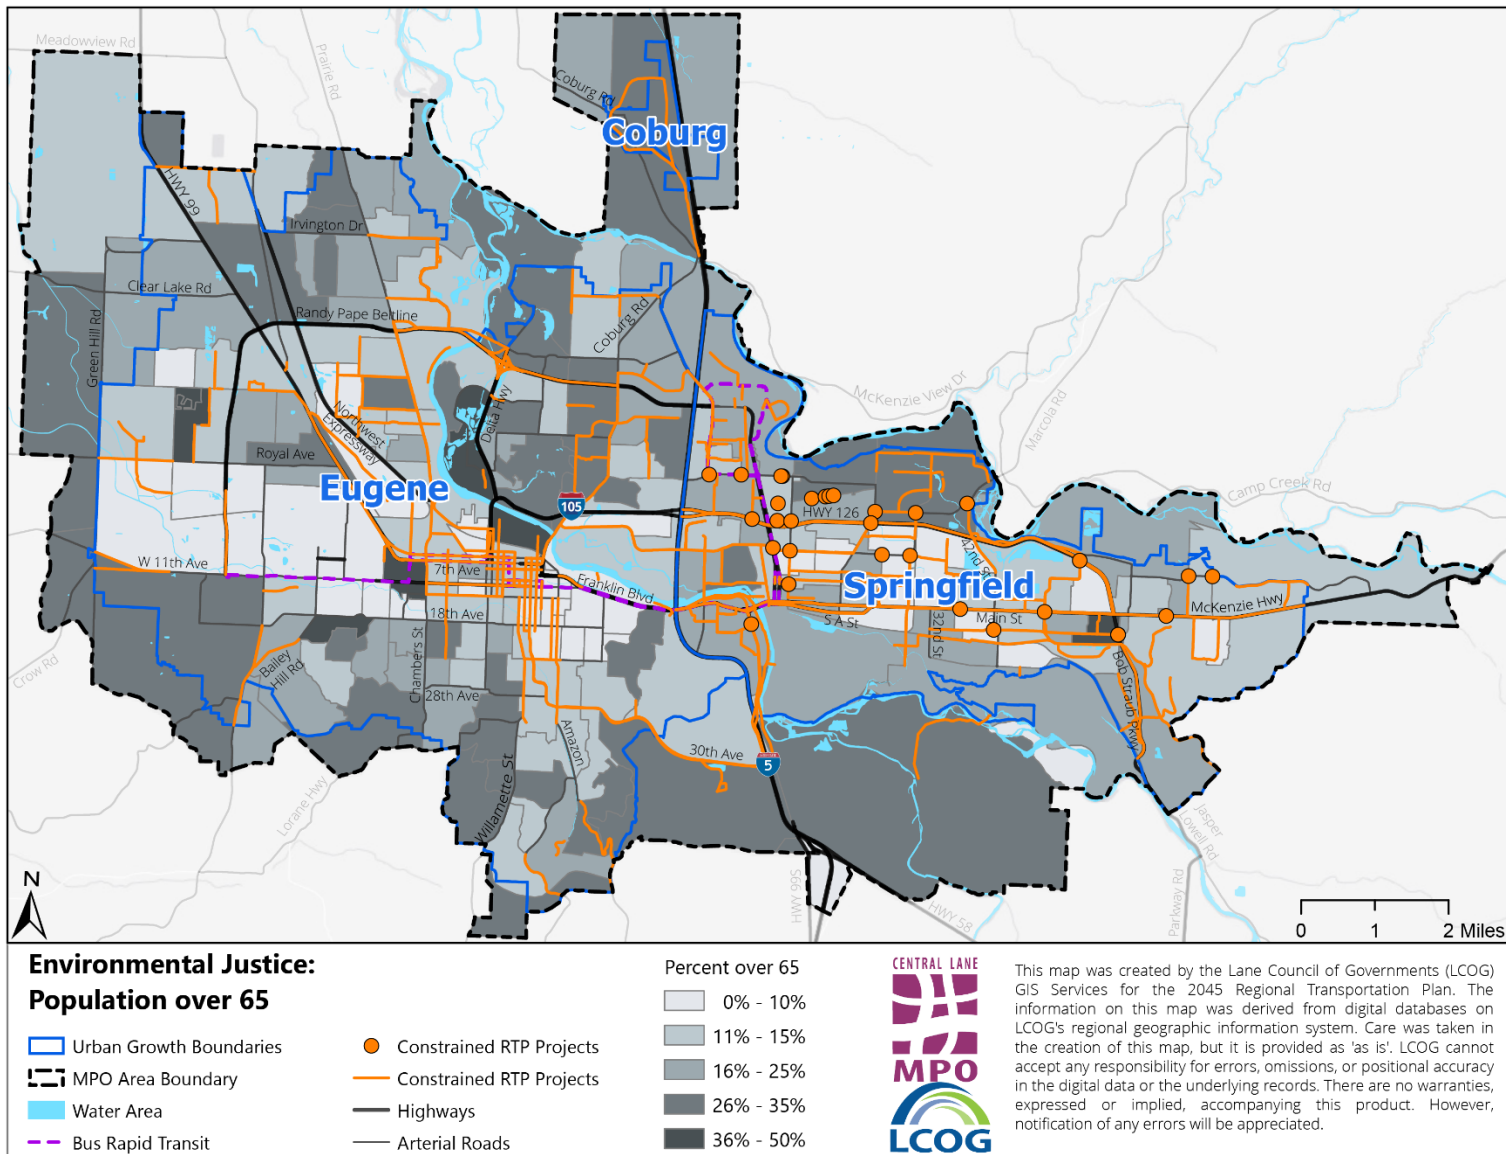 Meadowview Rd
Prairie Rd
Coburg Rd
Coburg
HWY 99
Irvington Dr
Clear Lake Rd
Green Hill Rd
Randy Pape Beltline
Coburg Rd
McKenzie View Dr
Marcola Rd
Delta Hwy
Northwest
Expressway
Royal Ave
Eugene
105
HWY 126
Camp Creek Rd
42nd St
W 11th Ave
7th Ave
Franklin Blvd
Springfield
McKenzie Hwy
18th Ave
S A St
32nd St
Main St
Crow Rd
Bailey
Hill Rd
Chambers St
28th Ave
Amazon
30th Ave
5
Bob Straub Pkwy
Willamette St
Lorane Hwy
Jasper
Lowell Rd
HWY 99S
HWY 58
Parkway Rd
N
0 1 2 Miles
Environmental Justice:
Population over 65
Urban Growth Boundaries
MPO Area Boundary
Water Area
Bus Rapid Transit
Constrained RTP Projects
Constrained RTP Projects
Highways
Arterial Roads
Percent over 65
0% - 10%
11% - 15%
16% - 25%
26% - 35%
36% - 50%
CENTRAL LANE
MPO
LCOG
This map was created by the Lane Council of Governments (LCOG)
GIS Services for the 2045 Regional Transportation Plan. The
information on this map was derived from digital databases on
LCOG's regional geographic information system. Care was taken in
the creation of this map, but it is provided as 'as is'. LCOG cannot
accept any responsibility for errors, omissions, or positional accuracy
in the digital data or the underlying records. There are no warranties,
expressed or implied, accompanying this product. However,
notification of any errors will be appreciated.